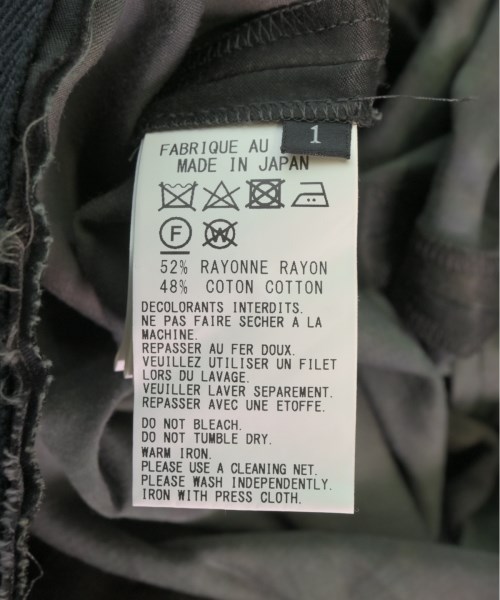 1
FABRIQUE AU
MADE IN JAPAN
F W
52% RAYONNE RAYON
48% COTON COTTON
DECOLORANTS INTERDITS.
NE PAS FAIRE SECHER A LA
MACHINE.
REPASSER AU FER DOUX.
VEUILLEZ UTILISER UN FILET
LORS DU LAVAGE.
VEUILLER LAVER SEPAREMENT.
REPASSER AVEC UNE ETOFFE.
DO NOT BLEACH.
DO NOT TUMBLE DRY.
WARM IRON.
PLEASE USE A CLEANING NET.
PLEASE WASH INDEPENDENTLY.
IRON WITH PRESS CLOTH.